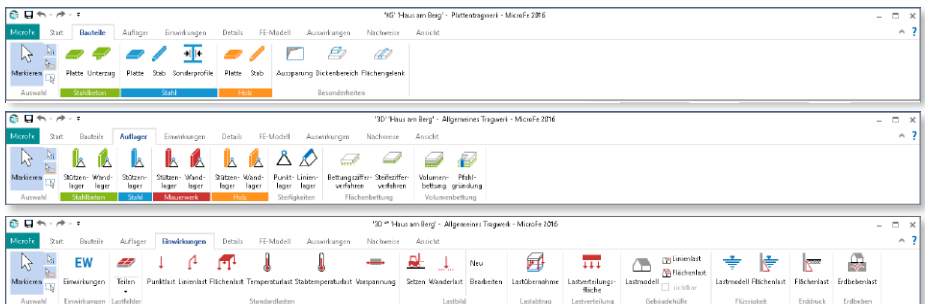 "KG" 'Haus am Berg' - Plattentragwerk - MicroFe 2016
MicroFe Start Bauteile Auflager Einwirkungen Details FE-Modell Auswirkungen Nachweise Ansicht
Markieren Platte Unterzug Platte Stab Sonderprofile Platte Stab Aussparung Dickenbereich Flächengelenk
Auswahl Stahlbeton Stahl Holz Besonderheiten
"3D" 'Haus am Berg' - Allgemeines Tragwerk - MicroFe 2016
MicroFe Start Bauteile Auflager Einwirkungen Details FE-Modell Auswirkungen Nachweise Ansicht
Markieren Stützen- Wand- Stützen- Stützen- Wand- Stützen- Wand- Punkt- Linien- Bettungsziffer- Steifeziffer- Volumen- Pfahl-
lager lager lager lager lager lager lager lager lager verfahren verfahren bettung gründung
Auswahl Stahlbeton Stahl Mauerwerk Holz Steifigkeiten Flächenbettung Volumenbettung
"3D *" 'Haus am Berg' - Allgemeines Tragwerk - MicroFe 2016
MicroFe Start Bauteile Auflager Einwirkungen Details FE-Modell Auswirkungen Nachweise Ansicht
EW Neu Linienlast
Flächenlast
Markieren Einwirkungen Teilen Punktlast Linienlast Flächenlast Temperaturlast Stabtemperaturlast Vorspannung Setzen Wanderlast Bearbeiten Lastübernahme Lastverteilungs- Lastmodell Lastmodell Flächenlast Flächenlast Erdbebenlast
fläche sichtbar
Auswahl Einwirkungen Lastfelder Standardlasten Lastbild Lastabtrag Lastverteilung Gebäudehülle Flüssigkeit Erddruck Erdbeben